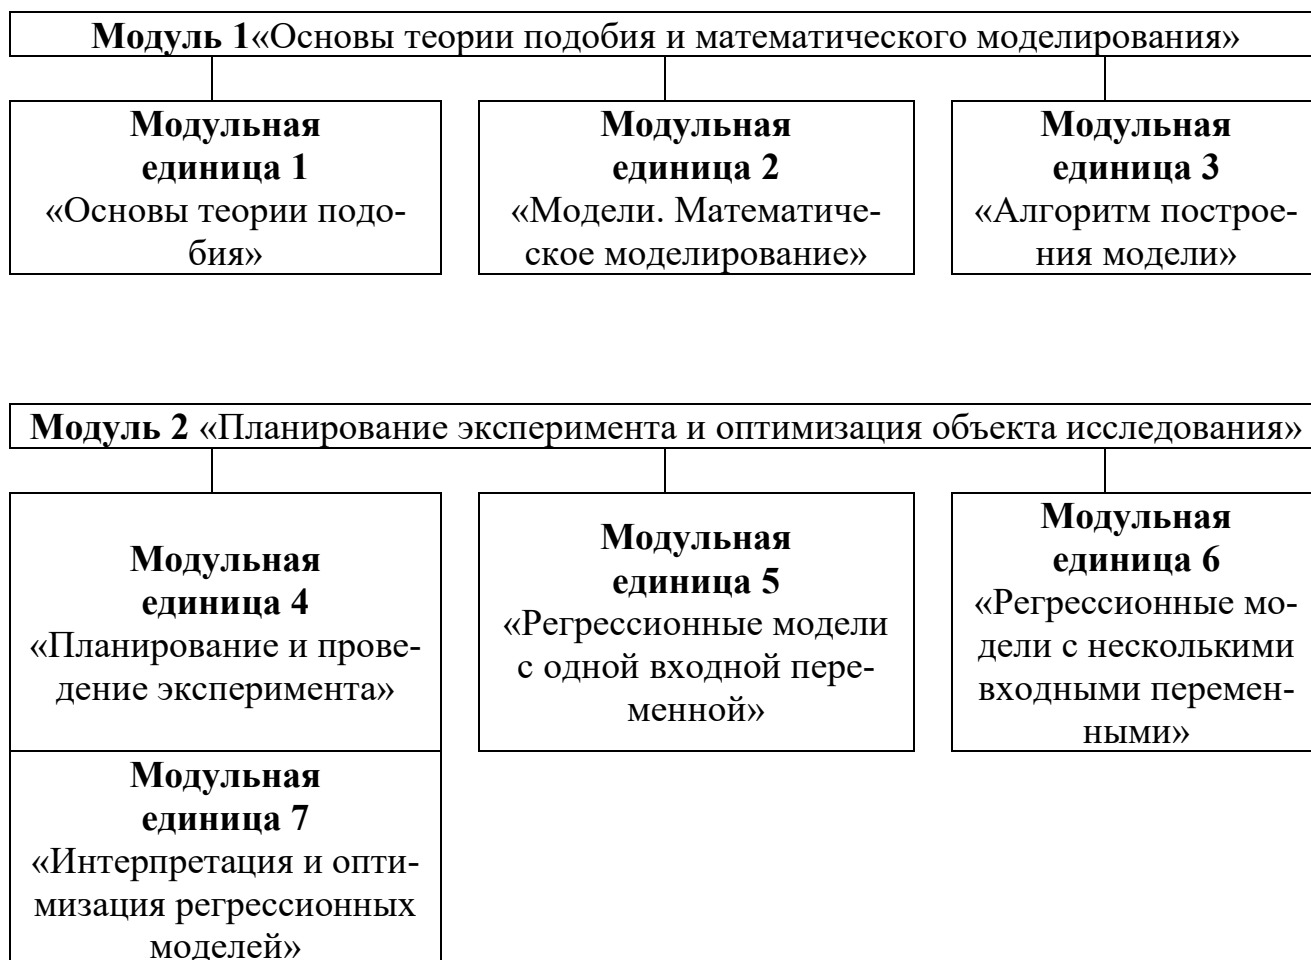 Модуль 1«Основы теории подобия и математического моделирования»
Модульная
единица 1
«Основы теории подо-
бия»
Модульная
единица 2
«Модели. Математиче-
ское моделирование»
Модульная
единица 3
«Алгоритм построе-
ния модели»
Модуль 2 «Планирование эксперимента и оптимизация объекта исследования»
Модульная
единица 4
«Планирование и прове-
дение эксперимента»
Модульная
единица 5
«Регрессионные модели
с одной входной пере-
менной»
Модульная
единица 6
«Регрессионные мо-
дели с несколькими
входными перемен-
ными»
Модульная
единица 7
«Интерпретация и опти-
мизация регрессионных
моделей»